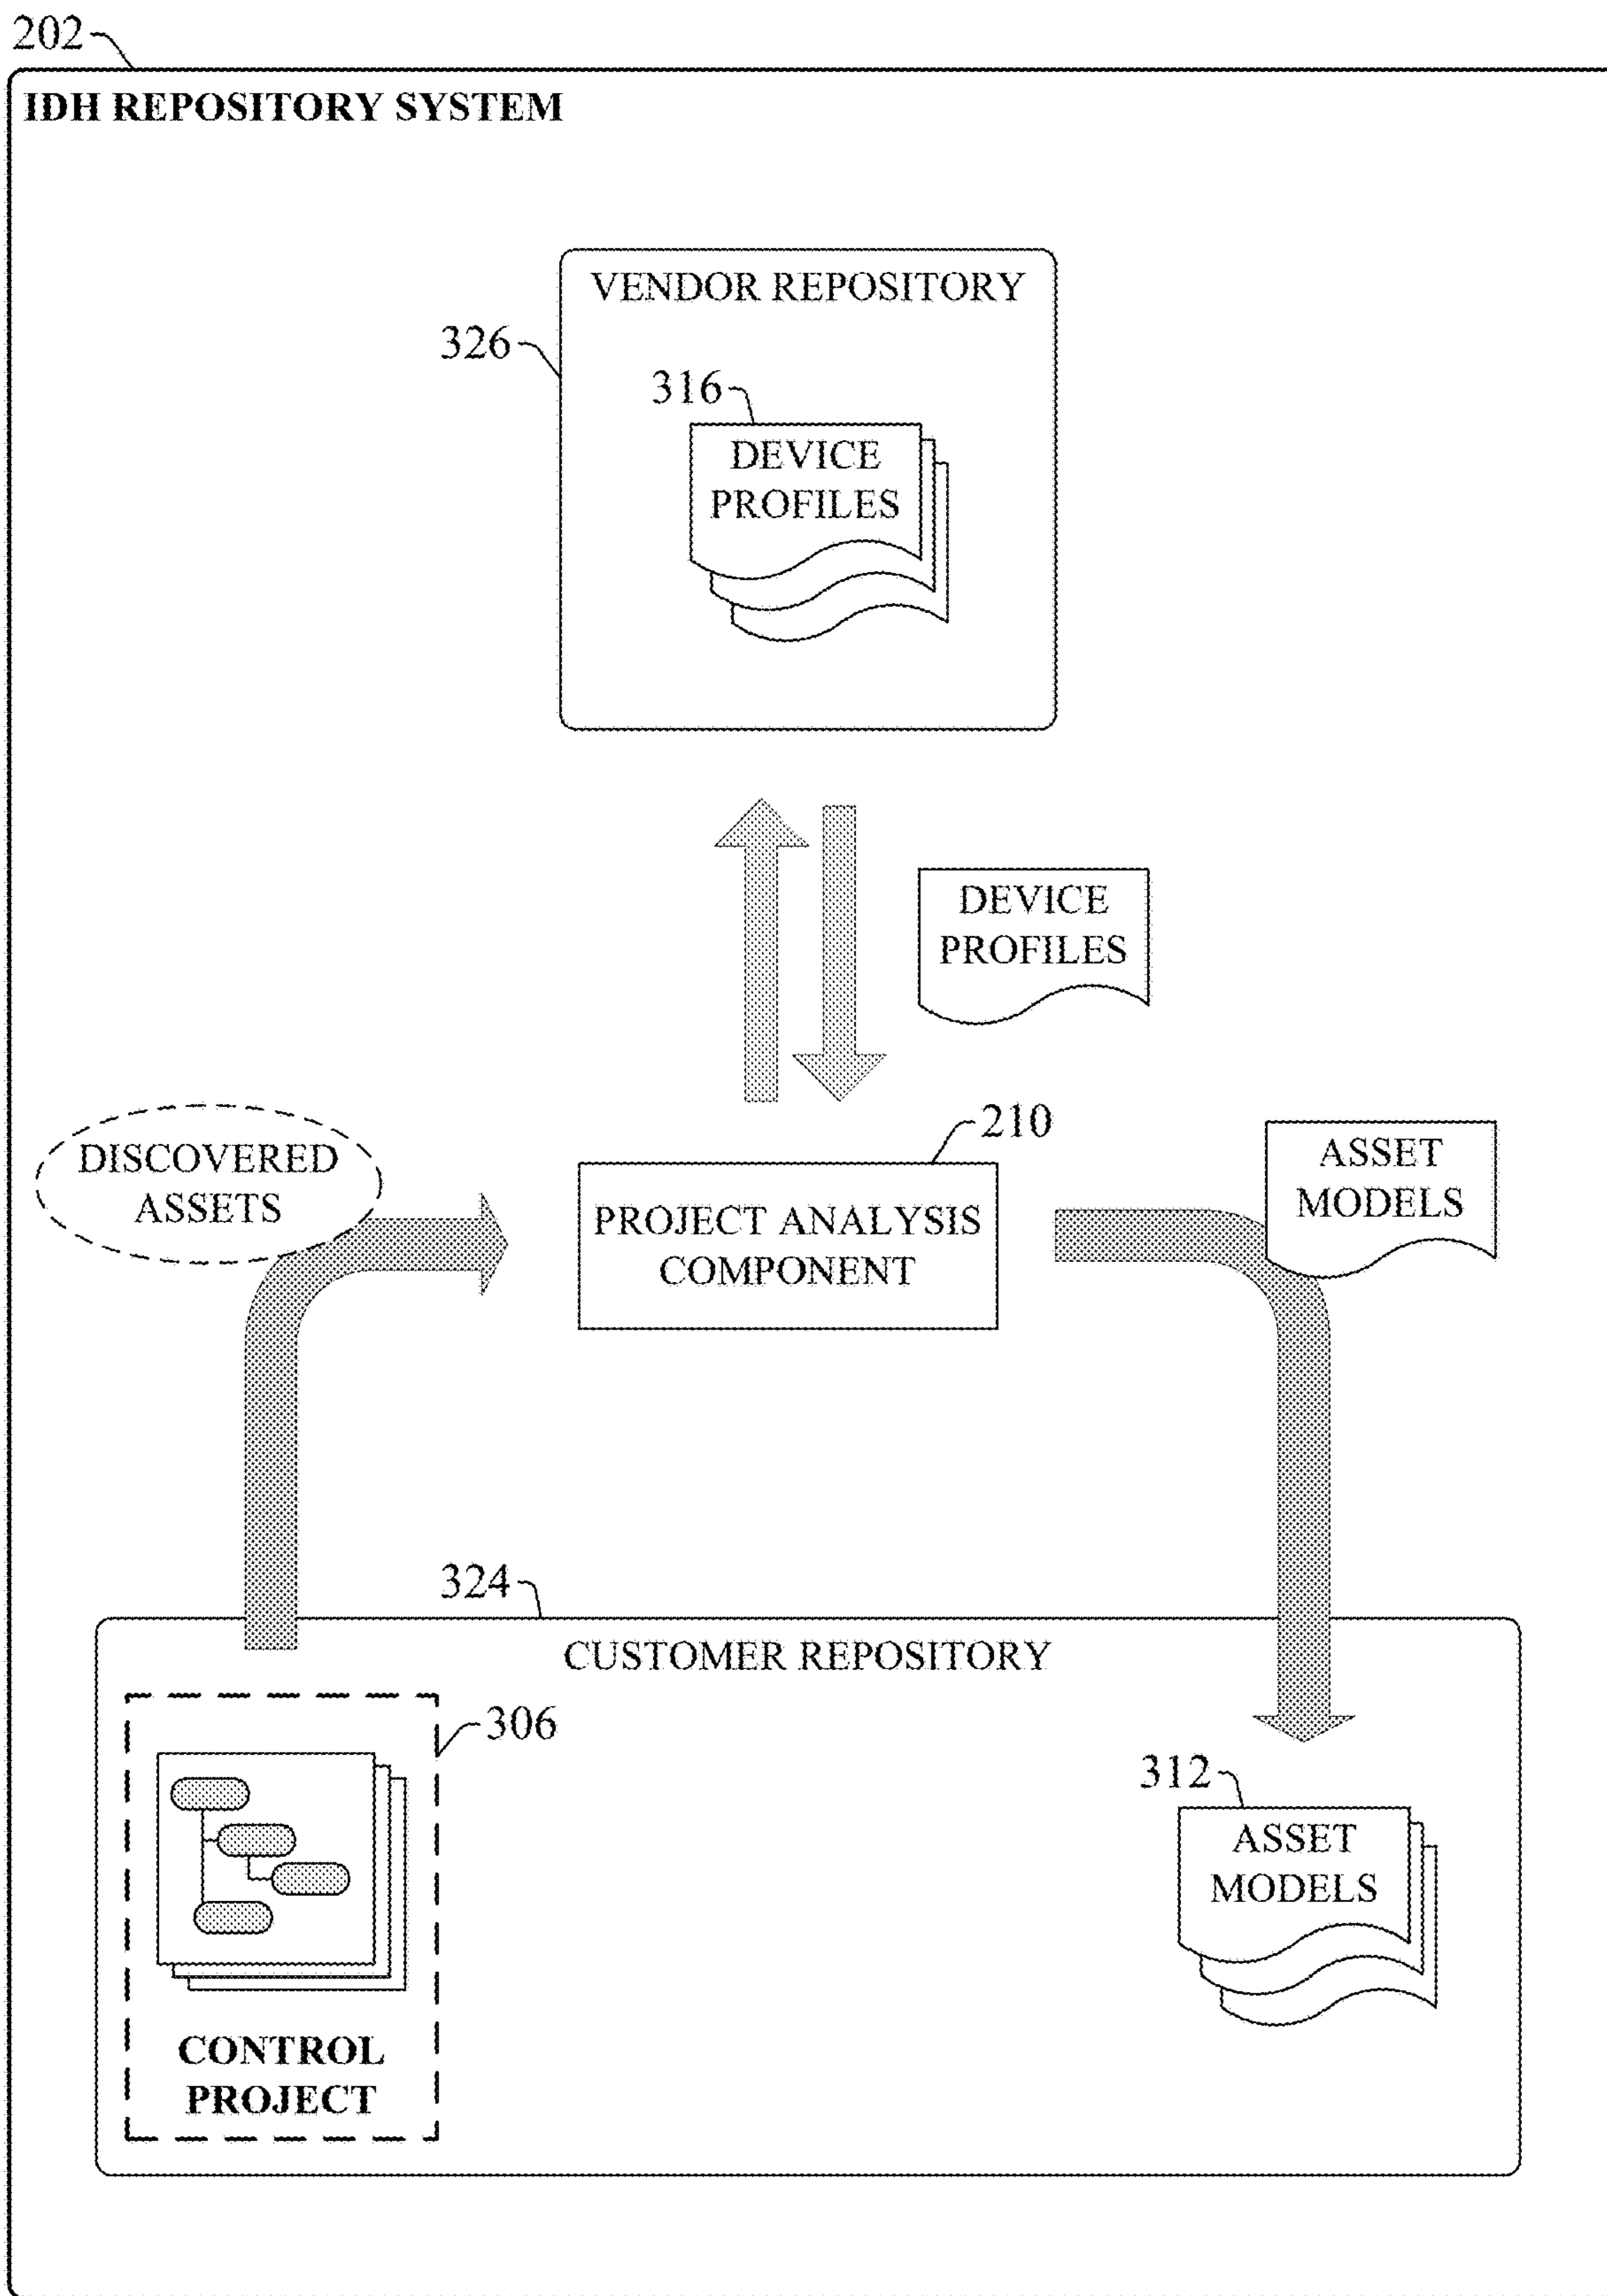 202
IDH REPOSITORY SYSTEM
VENDOR REPOSITORY
326
316
DEVICE
PROFILES
DEVICE
PROFILES
DISCOVERED
ASSETS
210
PROJECT ANALYSIS
COMPONENT
ASSET
MODELS
324
CUSTOMER REPOSITORY
306
CONTROL
PROJECT
312
ASSET
MODELS